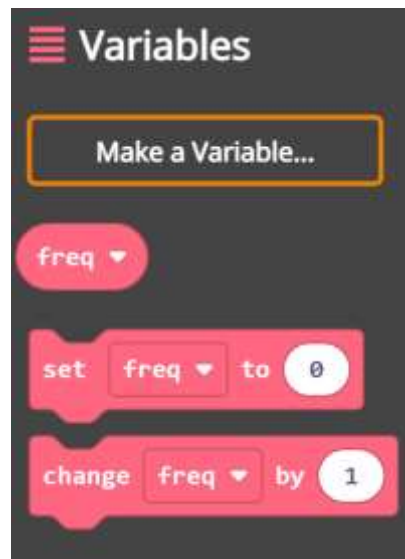 Variables
Make a Variable...
freq
set freq to 0
change freq by 1